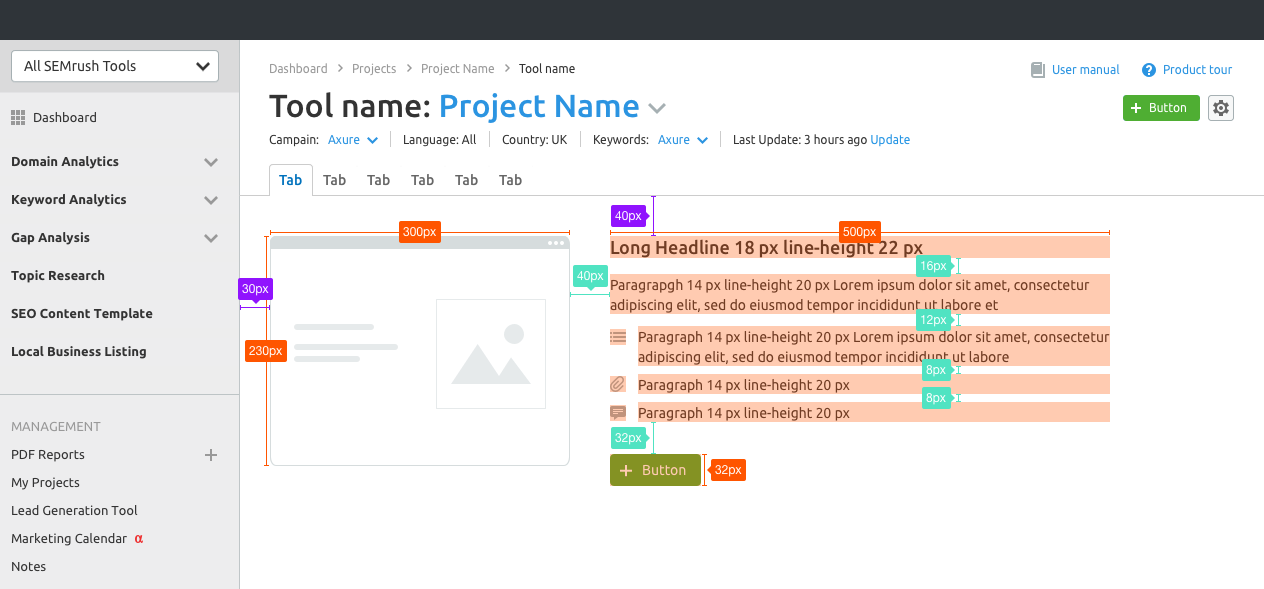 All SEMrush Tools
Dashboard
Domain Analytics
Keyword Analytics
Gap Analysis
Topic Research
SEO Content Template
Local Business Listing
MANAGEMENT
PDF Reports
My Projects
Lead Generation Tool
Marketing Calendar α
Notes
Dashboard Projects Project Name Tool name
User manual Product tour
Tool name: Project Name
Button
Campain: Axure Language: All Country: UK Keywords: Axure Last Update: 3 hours ago Update
Tab Tab Tab Tab Tab Tab
30px
230px
300px
40px
40px
500px
Long Headline 18 px line-height 22 px
16px
Paragrapgh 14 px line-height 20 px Lorem ipsum dolor sit amet, consectetur
adipiscing elit, sed do eiusmod tempor incididunt ut labore et
12px
Paragraph 14 px line-height 20 px Lorem ipsum dolor sit amet, consectetur
adipiscing elit, sed do eiusmod tempor incididunt ut labore
8px
Paragraph 14 px line-height 20 px
8px
Paragraph 14 px line-height 20 px
32px
Button
32px